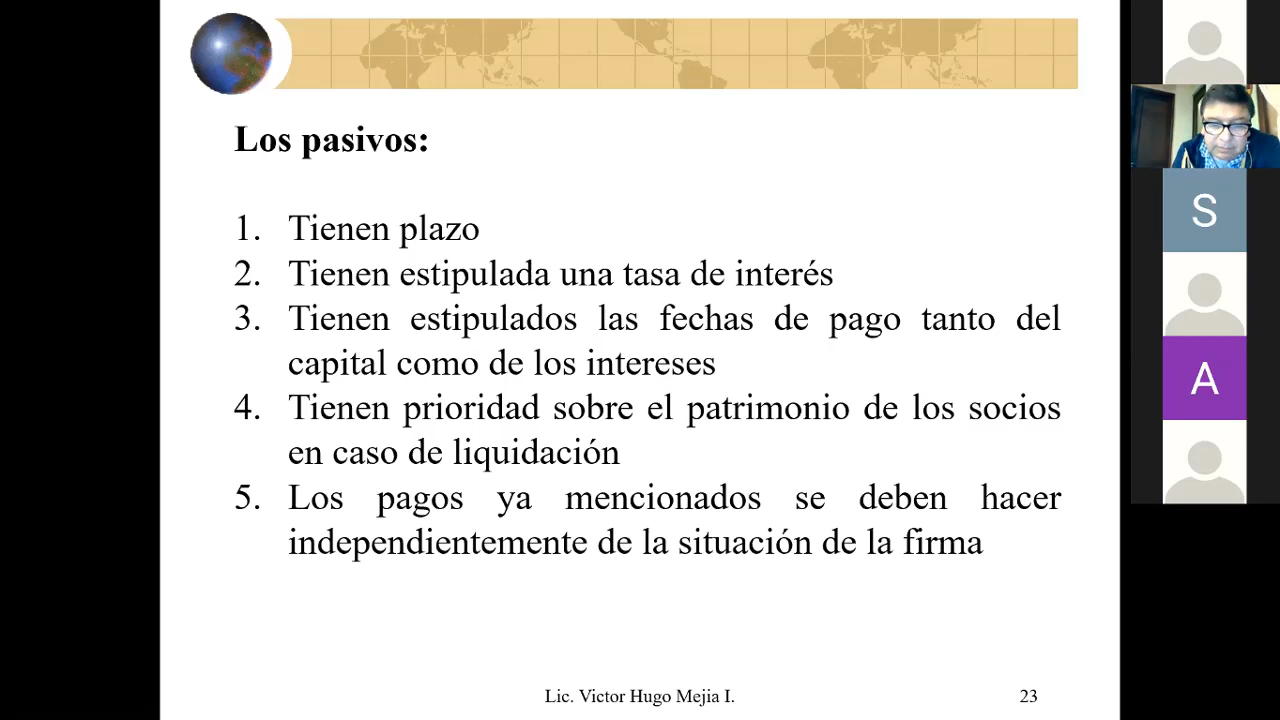 Los pasivos:
1. Tienen plazo
2. Tienen estipulada una tasa de interés
3. Tienen estipulados las fechas de pago tanto del
capital como de los intereses
4. Tienen prioridad sobre el patrimonio de los socios
en caso de liquidación
5. Los pagos ya mencionados se deben hacer
independientemente de la situación de la firma
Lic. Victor Hugo Mejia I.
23
S
A